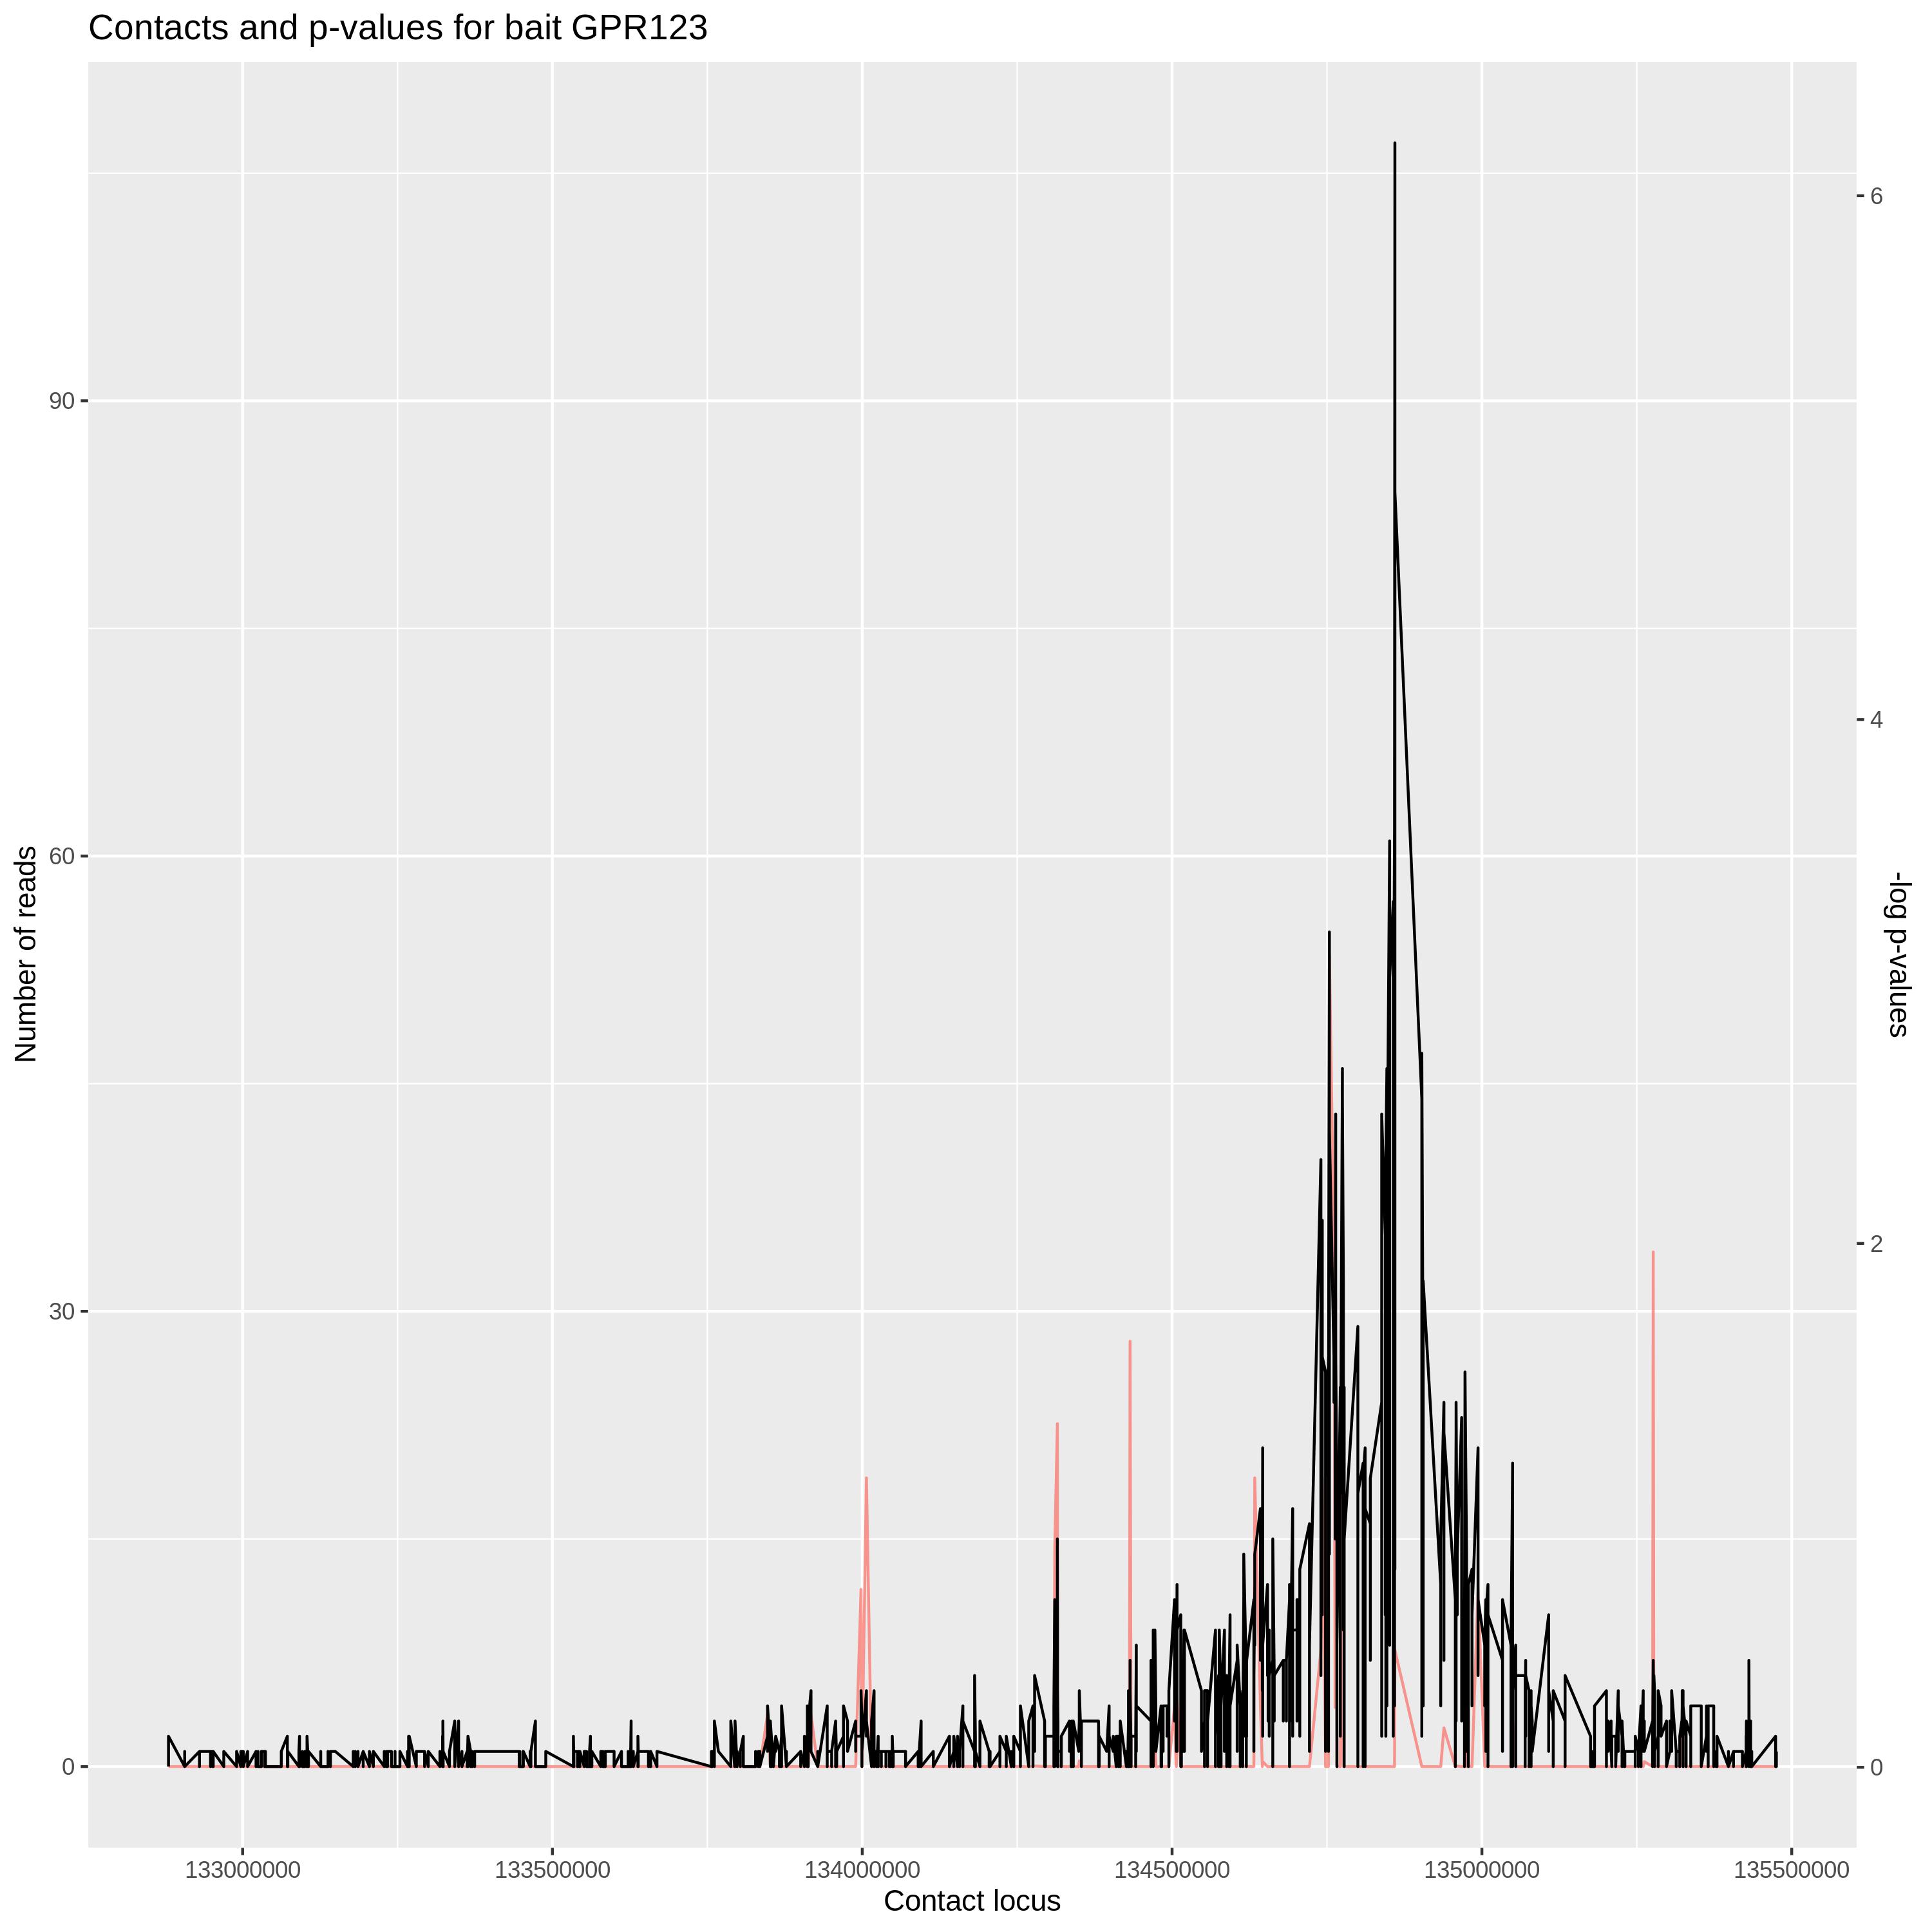 Contacts and p-values for bait GPR123
Number of reads
90
60
30
0
6
4
2
0
-log p-values
133000000 133500000 134000000 134500000 135000000 135500000
Contact locus